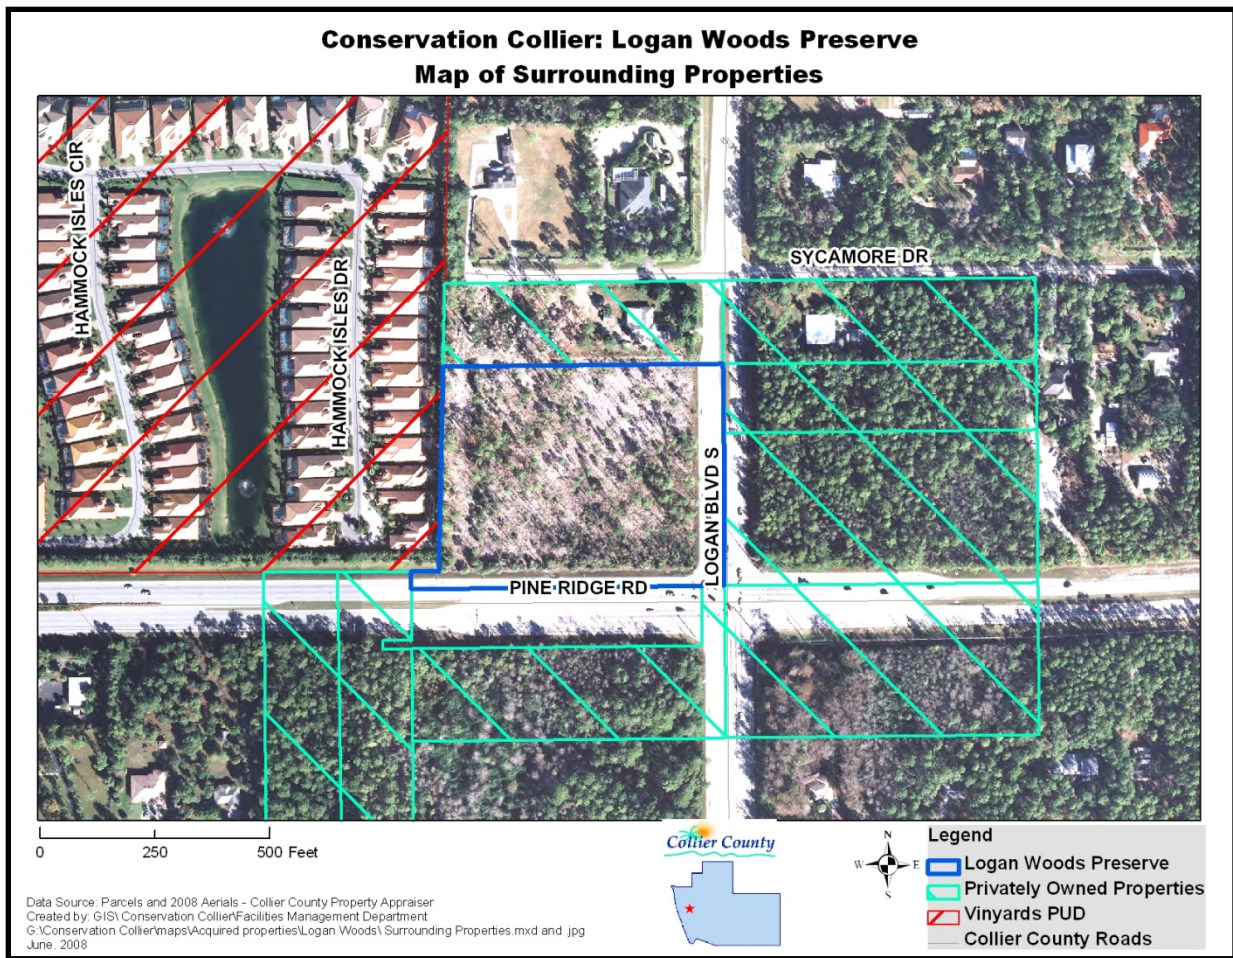 Conservation Collier: Logan Woods Preserve
Map of Surrounding Properties
HAMMOCK ISLES CIR
HAMMOCK ISLES DR
SYCAMORE DR
LOGAN BLVD S
PINE RIDGE RD
0 250 500 Feet
Collier County
N
W E
S
Legend
Logan Woods Preserve
Privately Owned Properties
Vinyards PUD
Collier County Roads
Data Source: Parcels and 2008 Aerials - Collier County Property Appraiser
Created by: GIS\ Conservation Collier\Facilities Management Department
G:\Conservation Collier\maps\Acquired properties\Logan Woods\ Surrounding Properties.mxd and .jpg
June. 2008